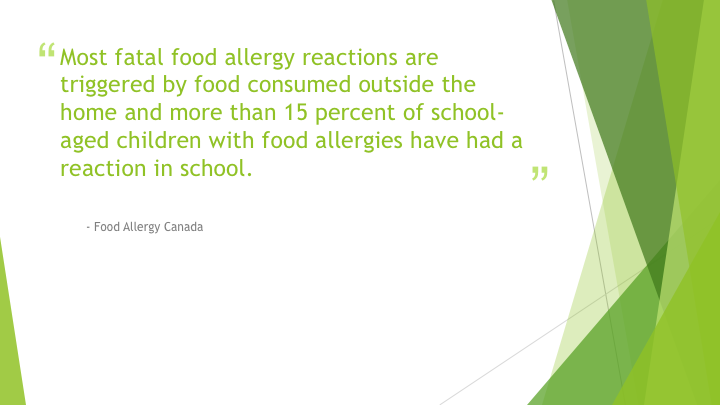 “Most fatal food allergy reactions are
triggered by food consumed outside the
home and more than 15 percent of school-
aged children with food allergies have had a
reaction in school.”
- Food Allergy Canada